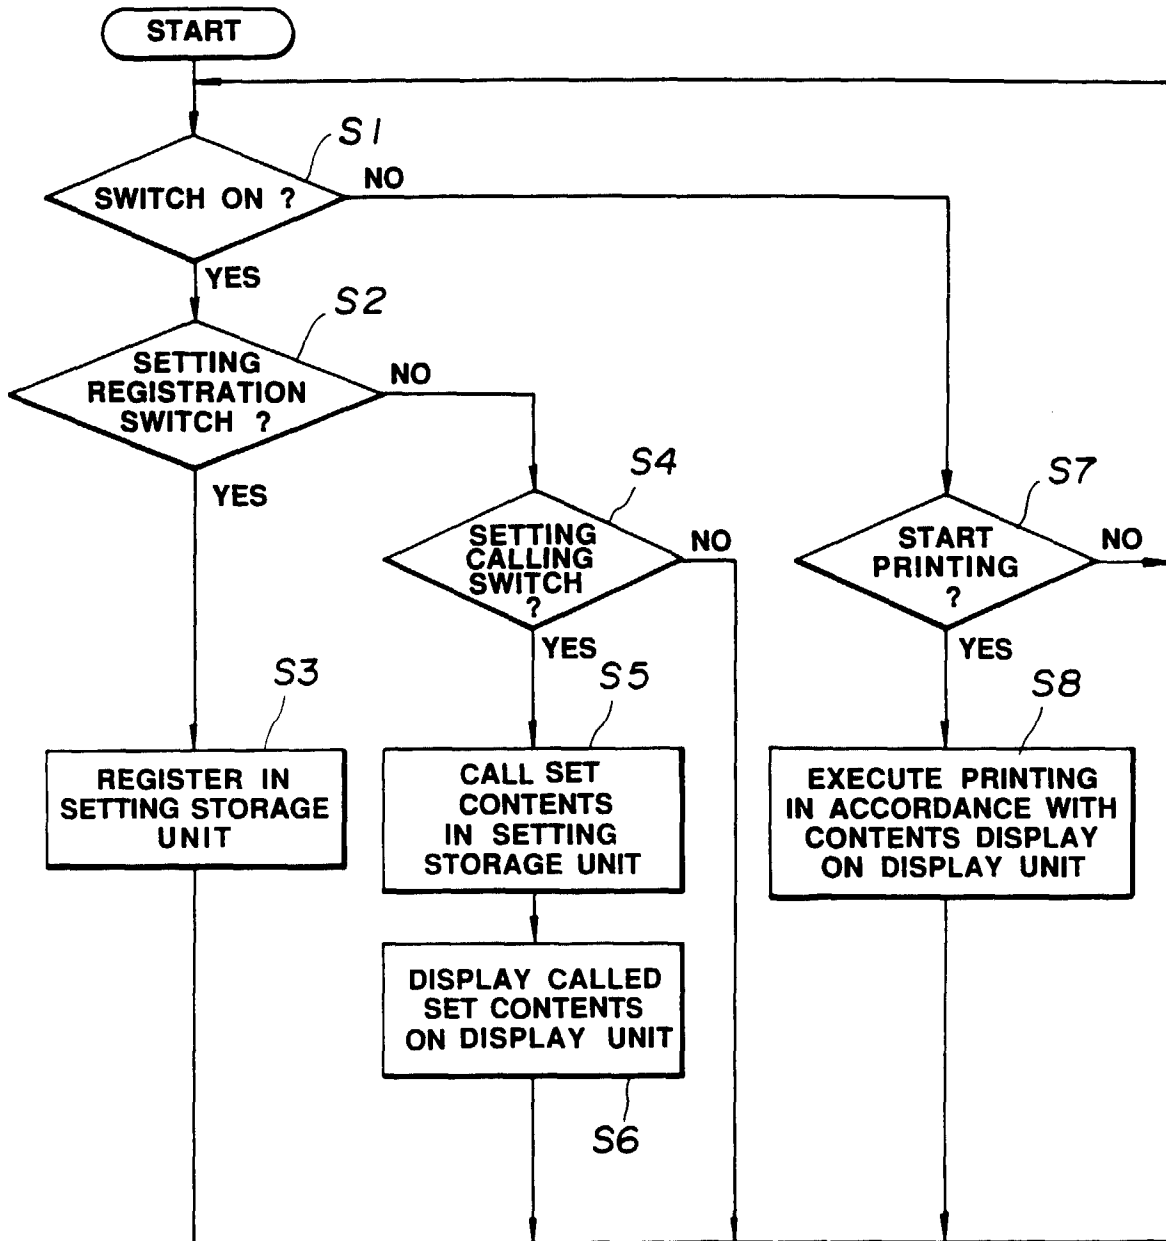 START
S1
SWITCH ON ?
NO
YES
S2
SETTING
REGISTRATION
SWITCH ?
NO
YES
S4
SETTING
CALLING
SWITCH
?
NO
YES
S7
START
PRINTING
?
NO
YES
S3
REGISTER IN
SETTING STORAGE
UNIT
S5
CALL SET
CONTENTS
IN SETTING
STORAGE UNIT
S8
EXECUTE PRINTING
IN ACCORDANCE WITH
CONTENTS DISPLAY
ON DISPLAY UNIT
DISPLAY CALLED
SET CONTENTS
ON DISPLAY UNIT
S6